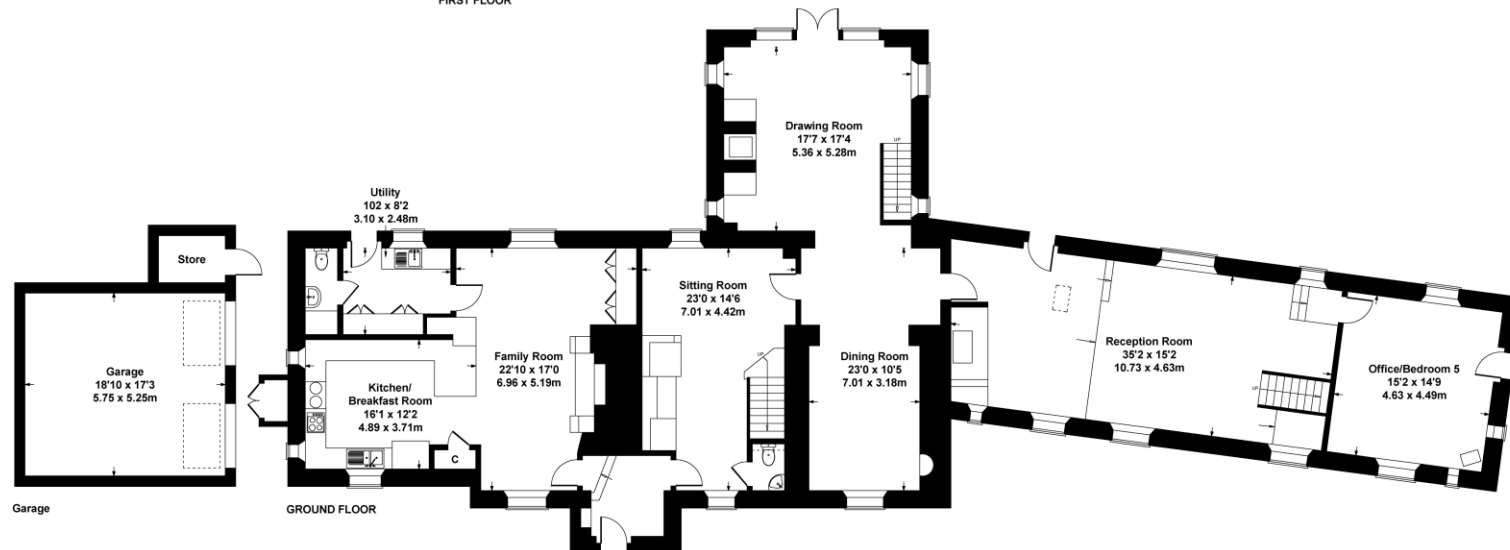 FIRST FLOOR
Drawing Room
17'7 x 17'4
5.36 x 5.28m
UP
Utility
102 x 8'2
3.10 x 2.48m
Store
Sitting Room
23'0 x 14'6
7.01 x 4.42m
UP
Garage
18'10 x 17'3
5.75 x 5.25m
Kitchen/
Breakfast Room
16'1 x 12'2
4.89 x 3.71m
C
Family Room
22'10 x 17'0
6.96 x 5.19m
Dining Room
23'0 x 10'5
7.01 x 3.18m
Reception Room
35'2 x 15'2
10.73 x 4.63m
UP
Office/Bedroom 5
15'2 x 14'9
4.63 x 4.49m
Garage
GROUND FLOOR